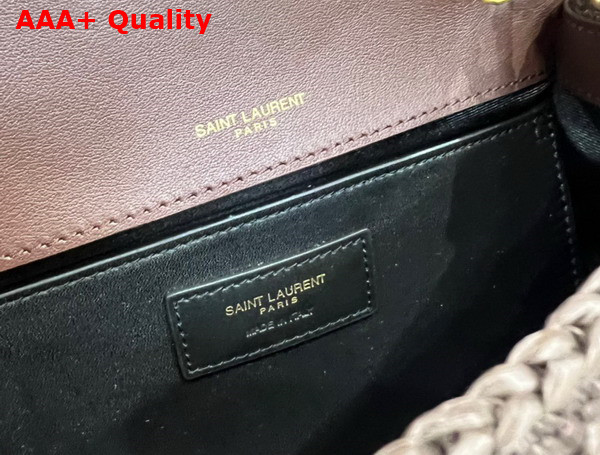 AAA+ Quality
SAINT LAURENT
PARIS
SAINT LAURENT
PARIS
MADE IN ITALY